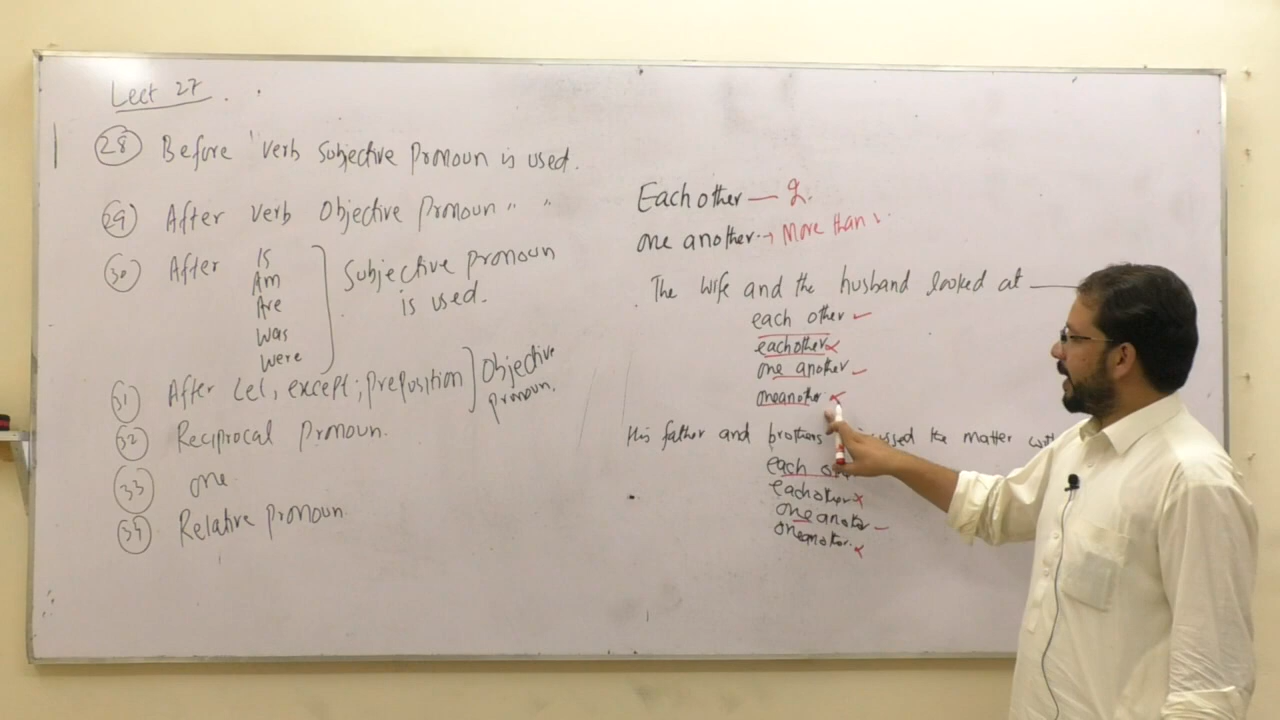 Lect 27
28 Before verb Subjective Pronoun is used.
29 After verb Objective Pronoun " "
30 After
Is
Am
Are
Was
Were
Subjective pronoun
is used.
31 After Let, except, preposition
Objective
pronoun.
32 Reciprocal Pronoun.
33 one
34 Relative Pronoun
Each other — 2.
one another → More than
The wife and the husband looked at
each other
eachother
one another
oneanother
His father and brothers the matter
each
eachother
one another
oneanother